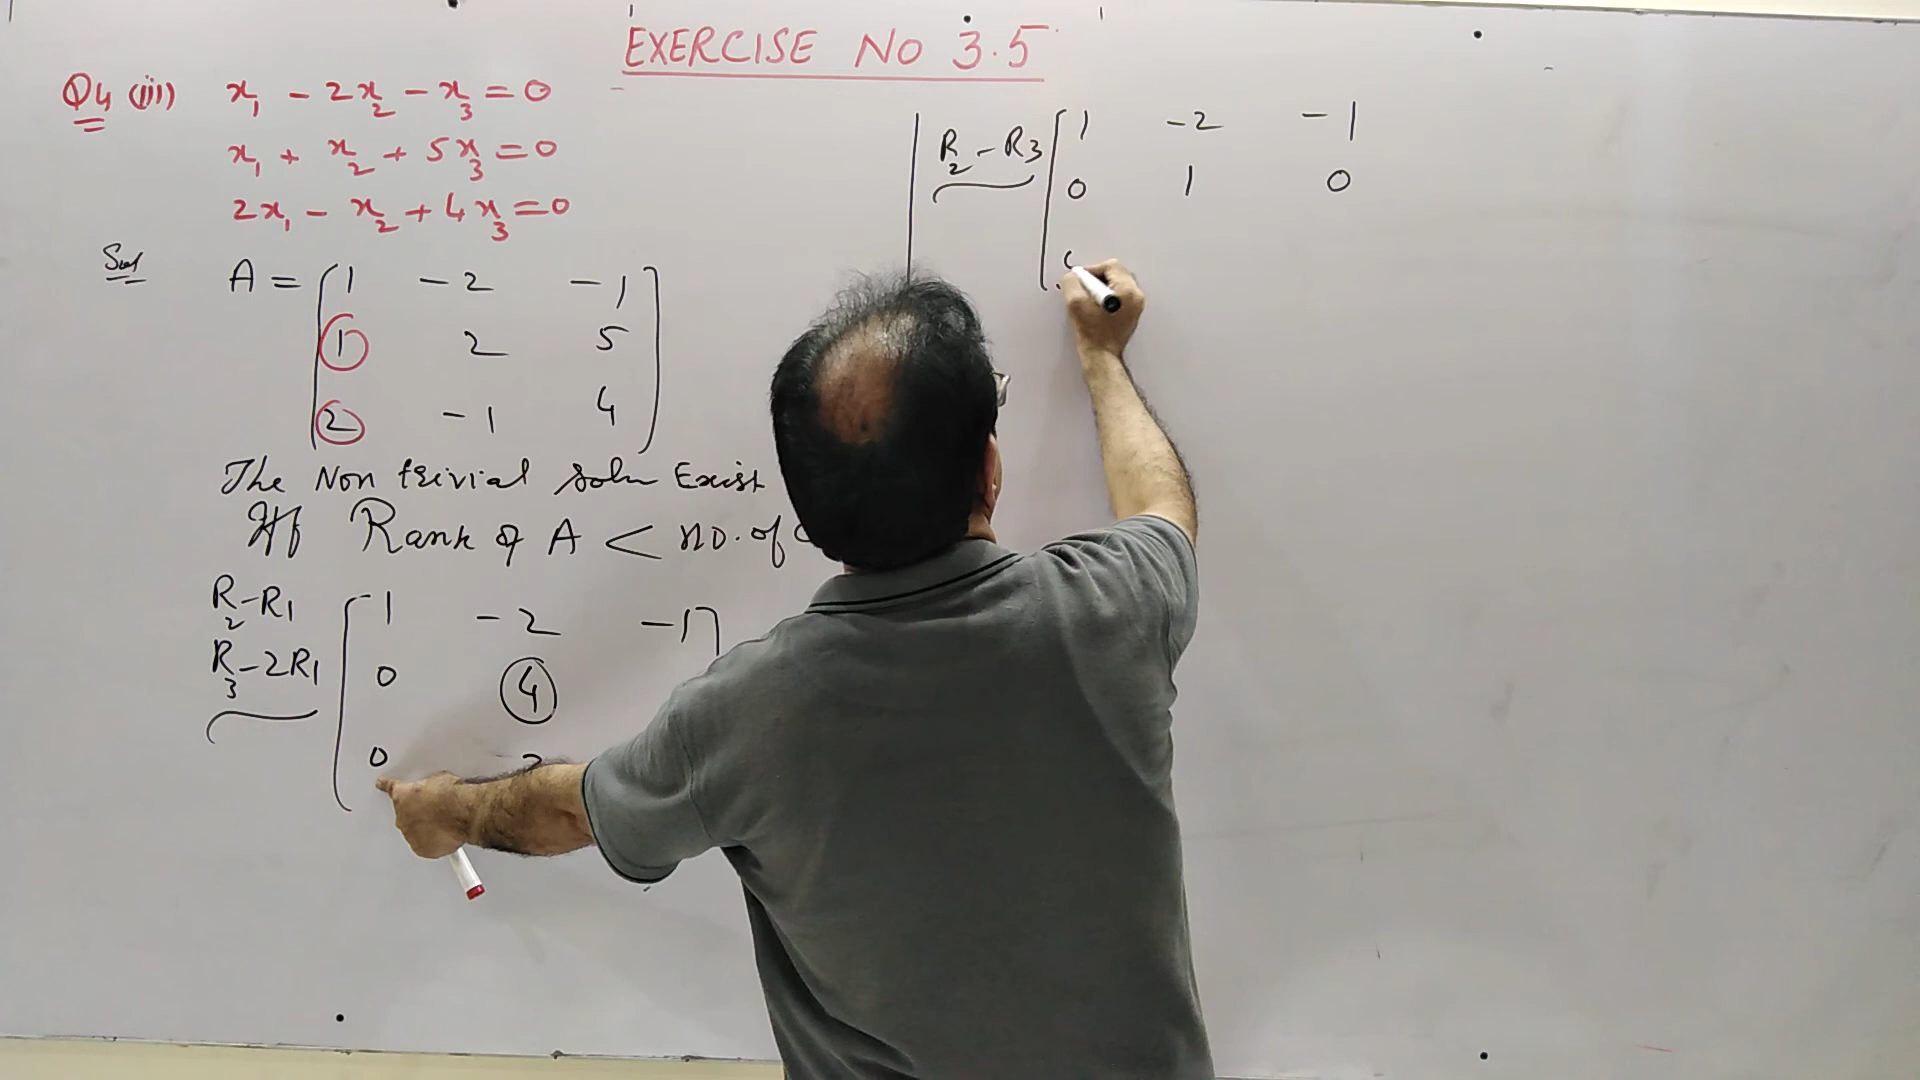 EXERCISE NO 3.5
Q4 (iii) x₁ - 2x₂ - x₃ = 0
x₁ + x₂ + 5x₃ = 0
2x₁ - x₂ + 4x₃ = 0
Sol
A = [ 1 -2 -1
1 2 5
2 -1 4 ]
The Non trivial Soln Exist
If Rank of A < no. of
R₂-R1 [ 1 -2 -1 ]
R₃-2R1 0 4
0
R₂-R3 [ 1 -2 -1
0 1 0